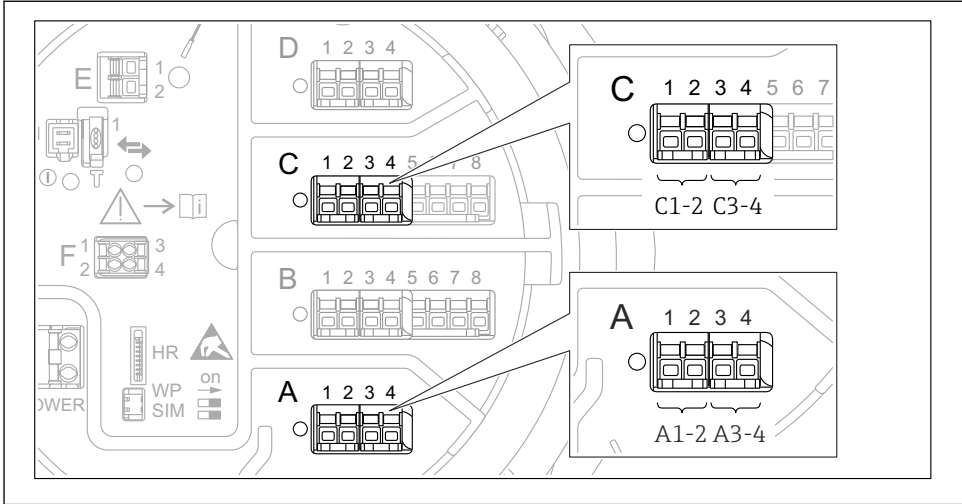 D 1 2 3 4
E 1
2
1
C 1 2 3 4 5 6 7 8
F 1 3
2 4
B 1 2 3 4 5 6 7 8
HR
on
WP
SIM
OWER
A 1 2 3 4
C 1 2 3 4 5 6 7
C1-2 C3-4
A 1 2 3 4
A1-2 A3-4